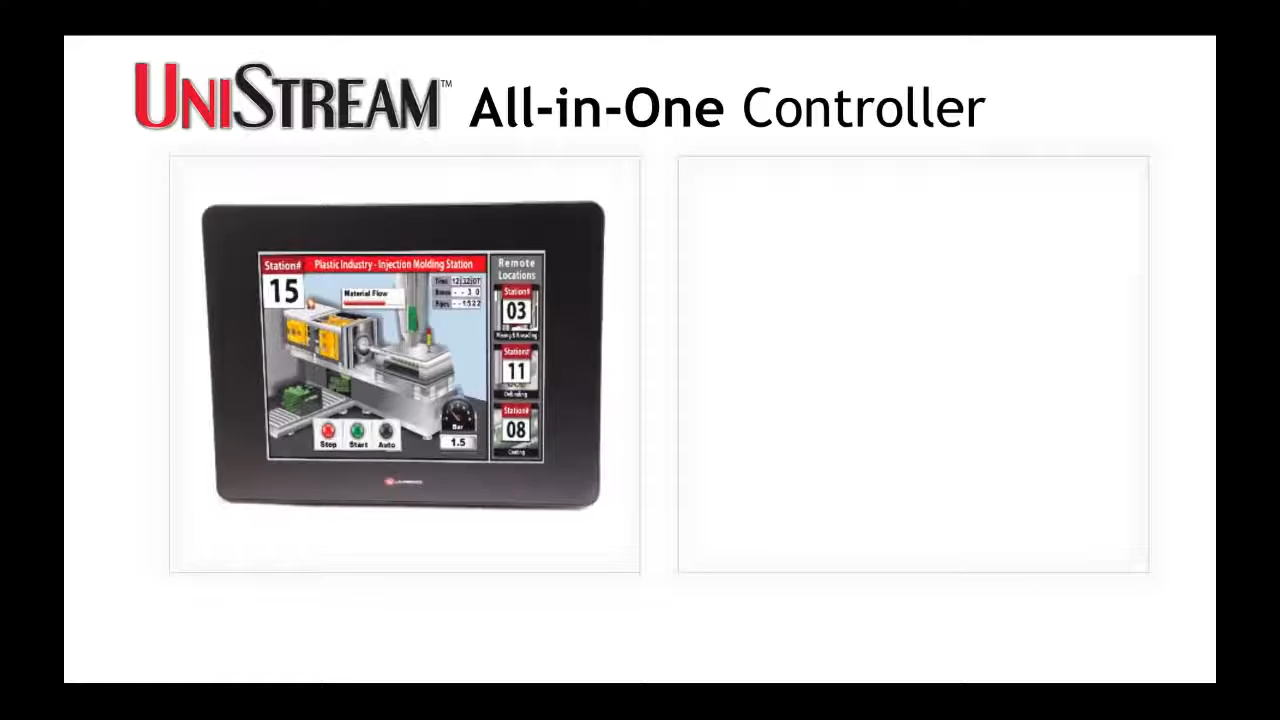 UNISTREAM™ All-in-One Controller
Station#
15
Plastic Industry - Injection Molding Station
Material Flow
Remote
Locations
Station#
03
Station#
11
Station#
08
Stop
Start
Auto
Bar
1.5